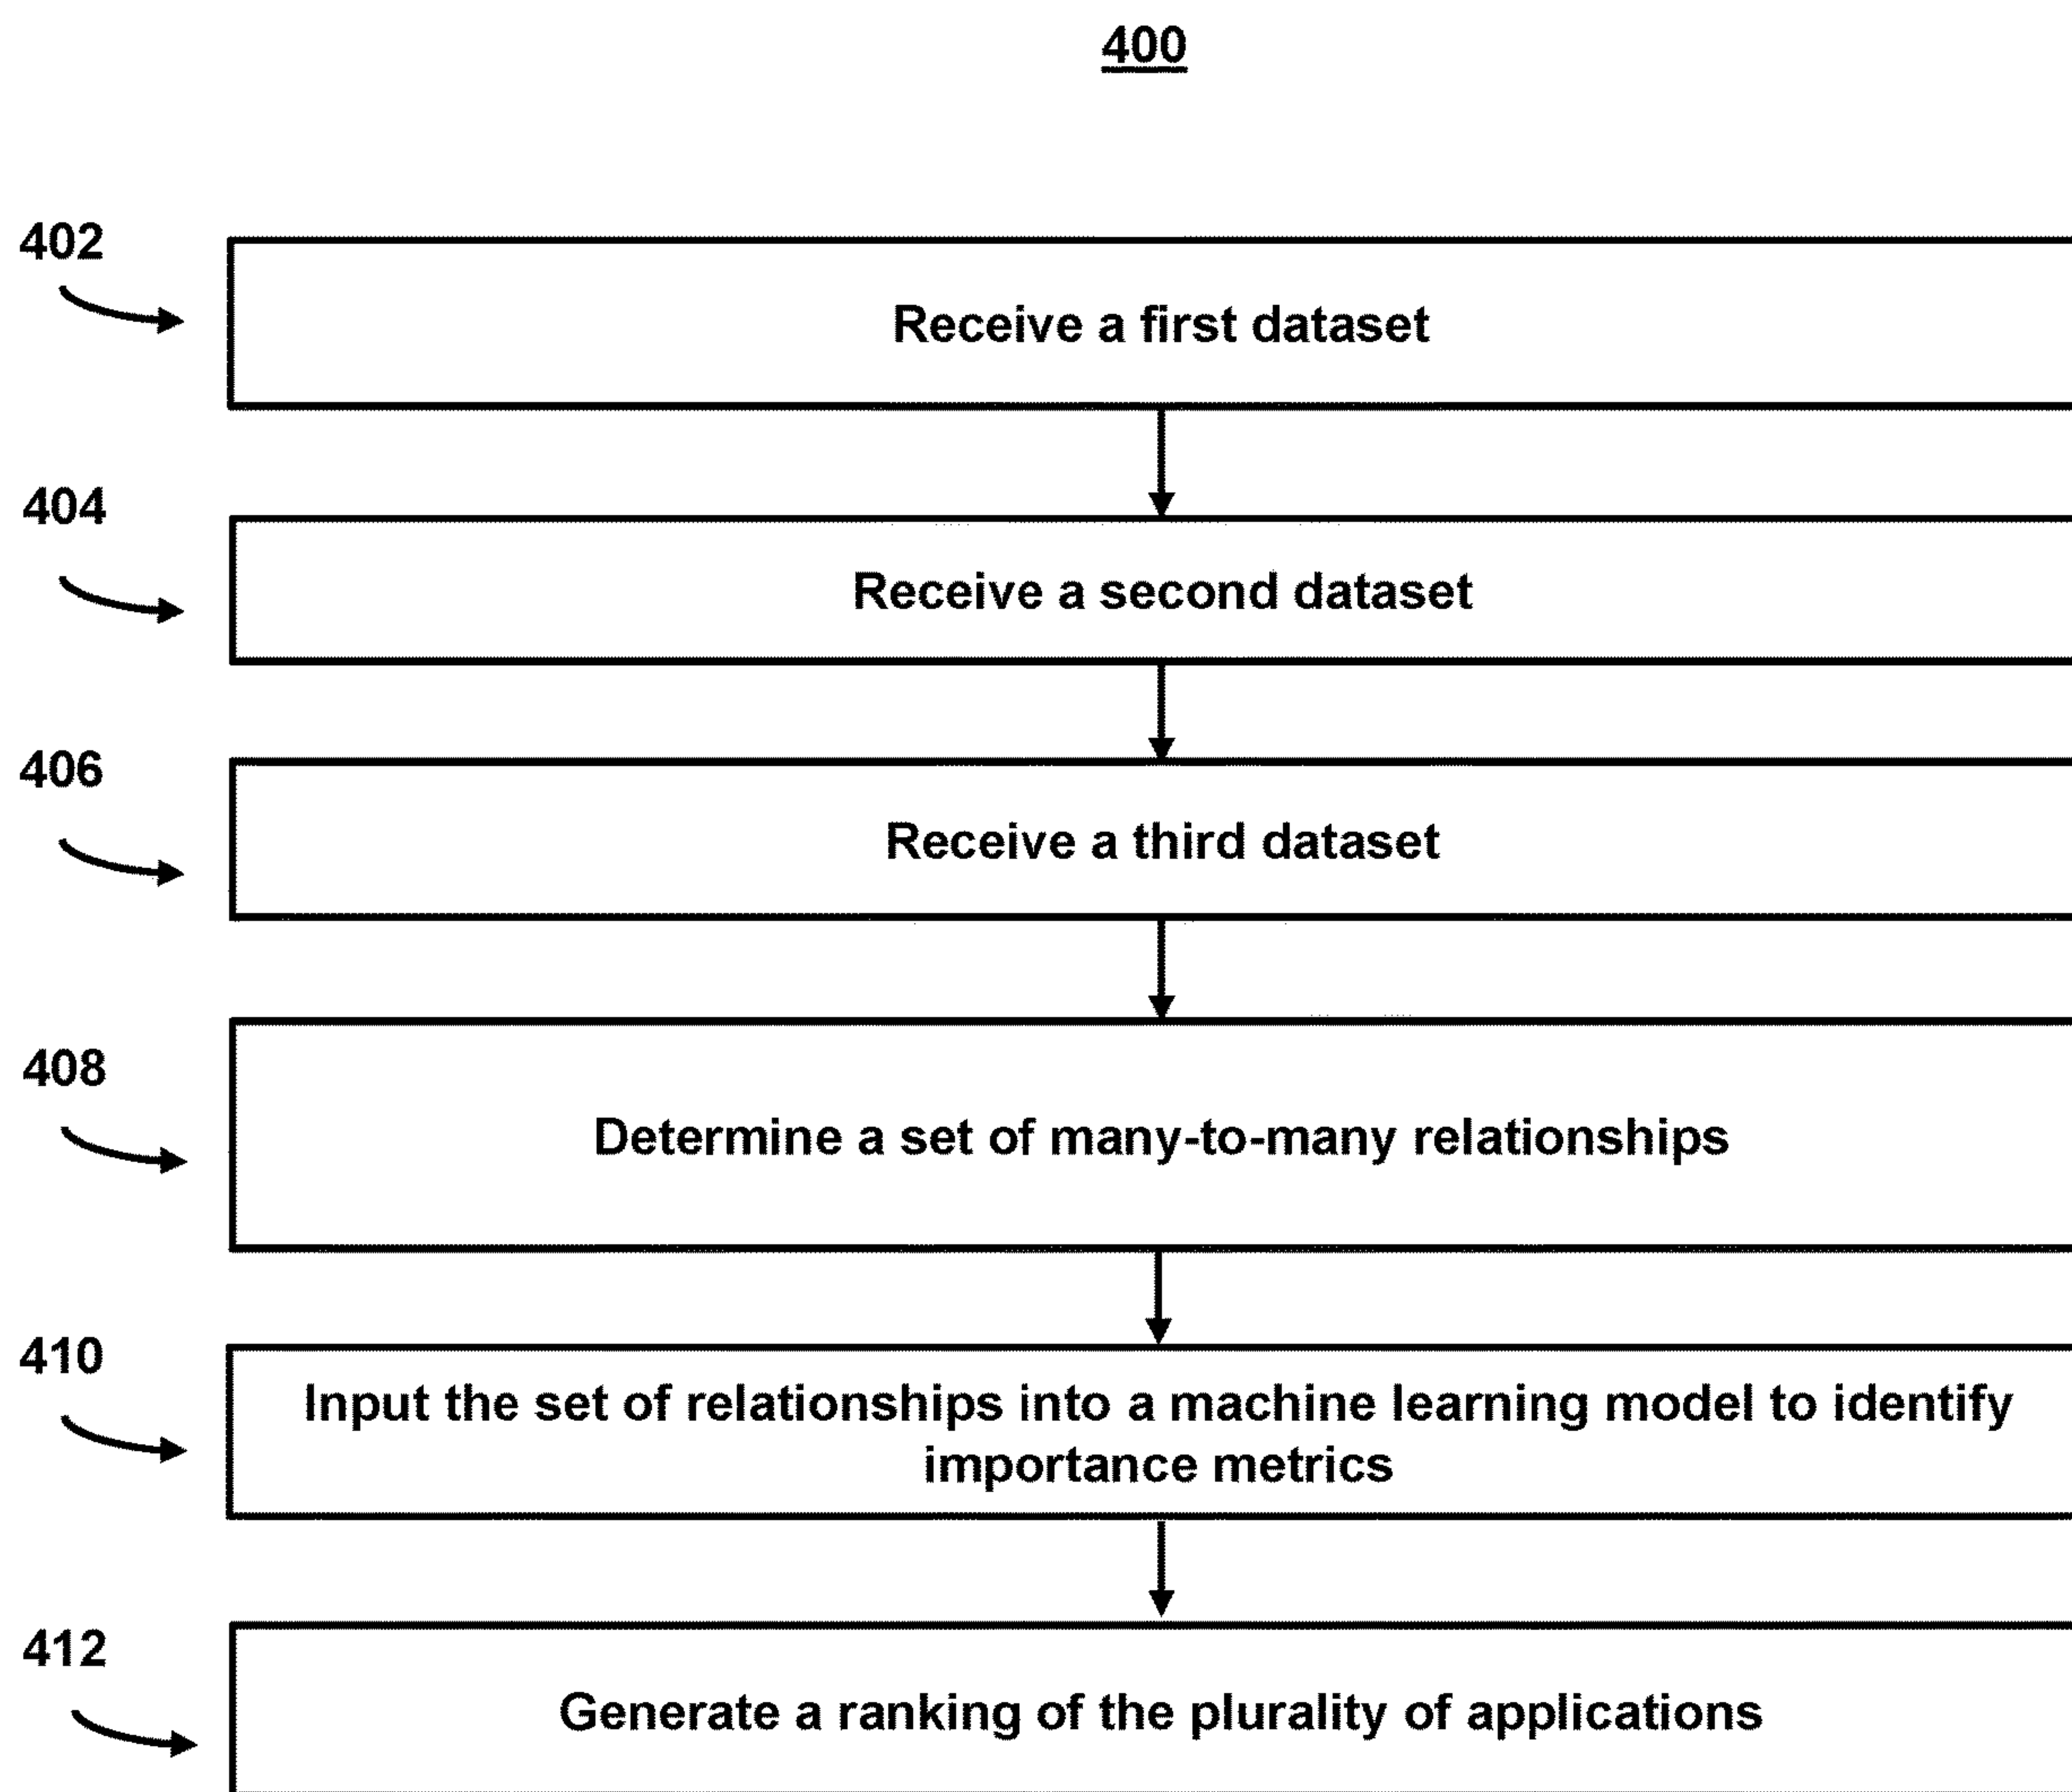 400
402
Receive a first dataset
404
Receive a second dataset
406
Receive a third dataset
408
Determine a set of many-to-many relationships
410
Input the set of relationships into a machine learning model to identify
importance metrics
412
Generate a ranking of the plurality of applications